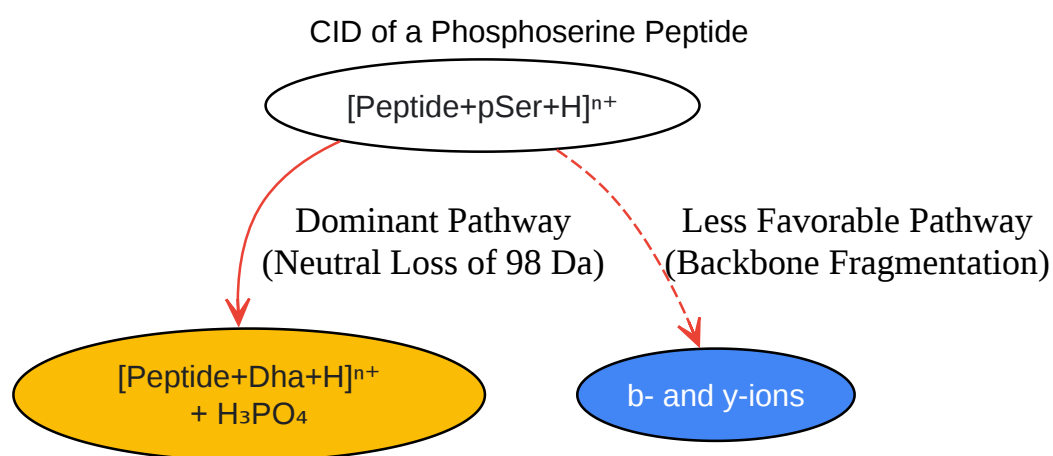 CID of a Phosphoserine Peptide
[Peptide+pSer+H]ⁿ⁺
Dominant Pathway
(Neutral Loss of 98 Da)
Less Favorable Pathway
(Backbone Fragmentation)
[Peptide+Dha+H]ⁿ⁺
+ H₃PO₄
b- and y-ions